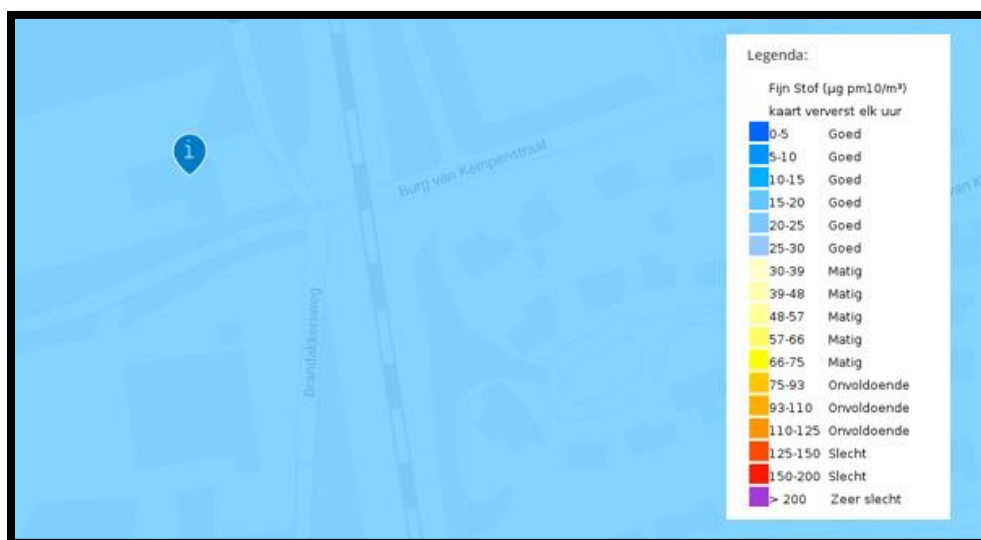 Legenda:
Fijn Stof (µg pm10/m³)
kaart ververst elk uur
0-5 Goed
5-10 Goed
10-15 Goed
15-20 Goed
20-25 Goed
25-30 Goed
30-39 Matig
39-48 Matig
48-57 Matig
57-66 Matig
66-75 Matig
75-93 Onvoldoende
93-110 Onvoldoende
110-125 Onvoldoende
125-150 Slecht
150-200 Slecht
> 200 Zeer slecht
i
Burg van Kempenstraat
van K
Brandakkersweg